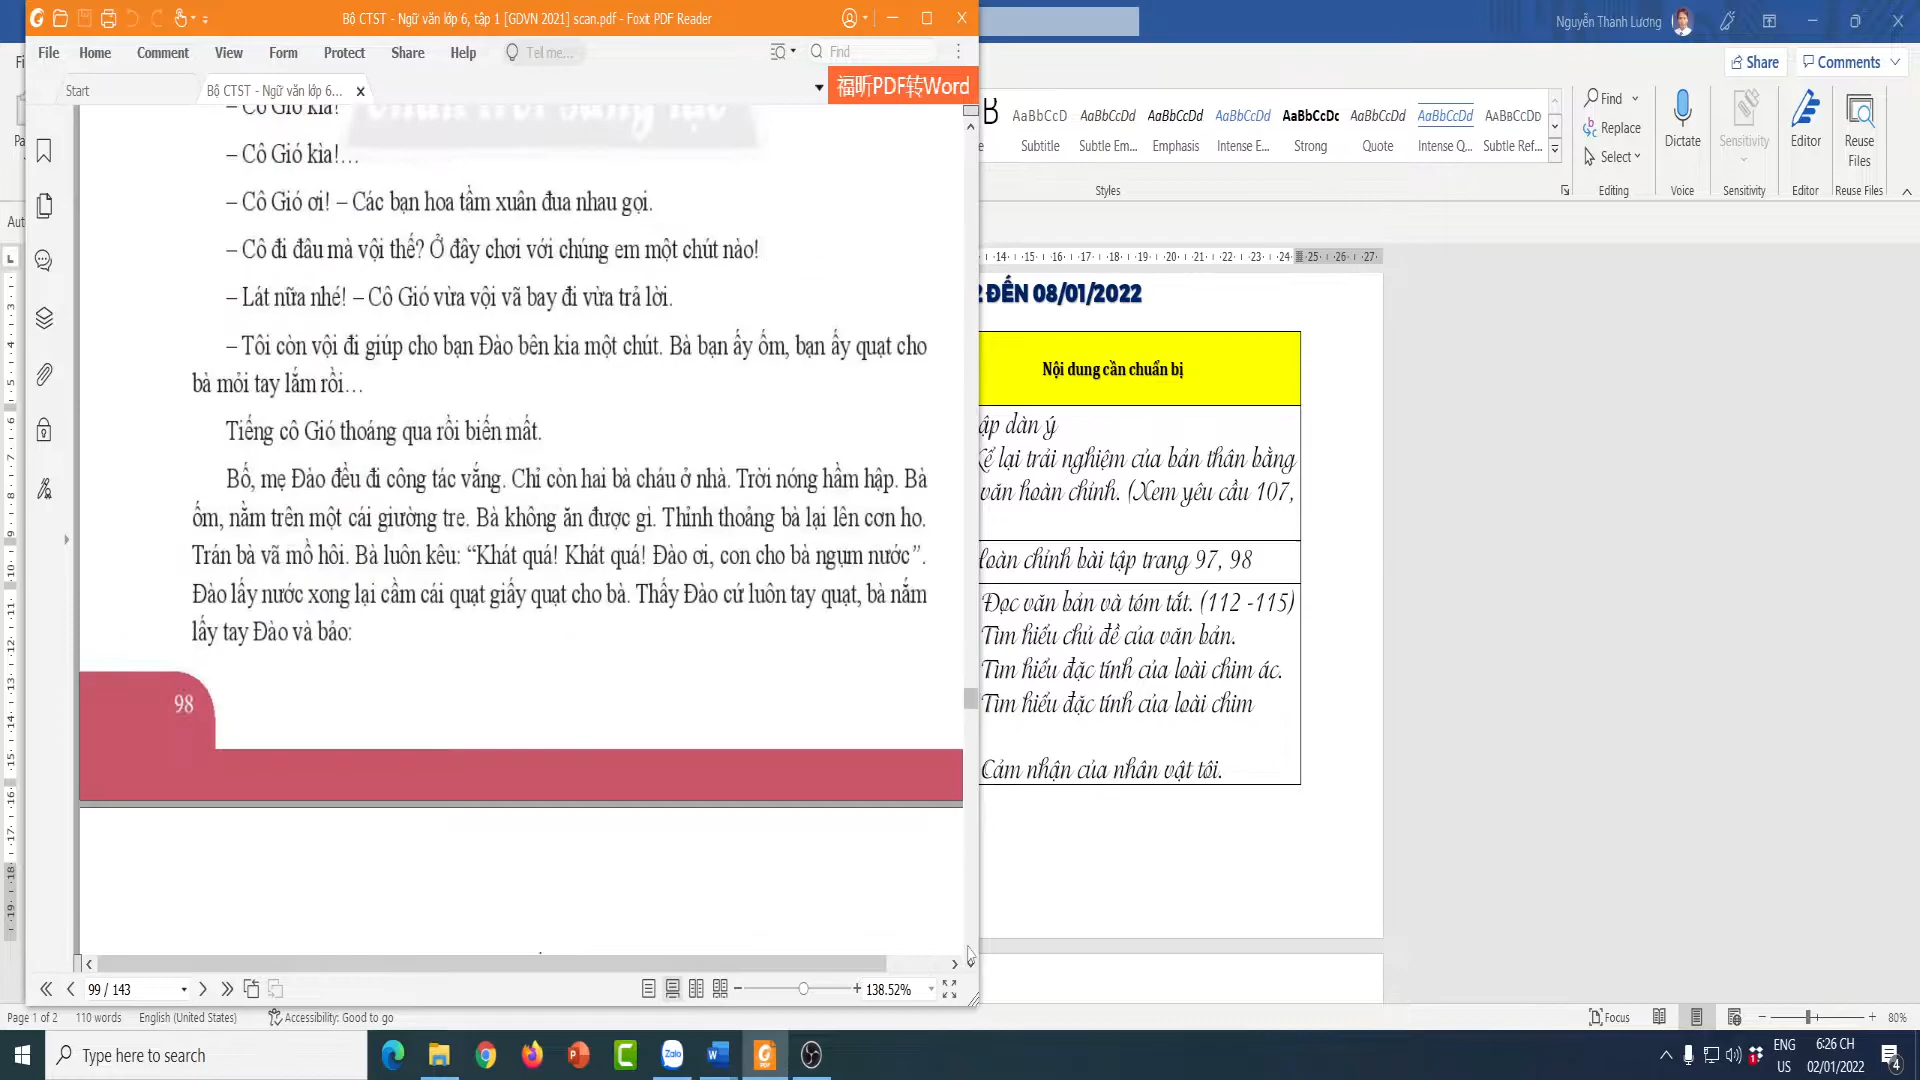 Bộ CTST - Ngữ văn lớp 6, tập 1 [GDVN 2021] scan.pdf - Foxit PDF Reader
Nguyễn Thanh Lương
File Home Comment View Form Protect Share Help Tell me... Find
Share Comments
Start
Bộ CTST - Ngữ văn lớp 6...
福昕PDF转Word
AaBbCcD AaBbCcDd AaBbCcDd AaBbCcDd AaBbCcDc AaBbCcDd AaBbCcDd AaBbCcDd
Subtitle Subtle Em... Emphasis Intense E... Strong Quote Intense Q... Subtle Ref...
Find
Replace
Select
Dictate
Sensitivity
Editor
Reuse
Files
Styles
Editing
Voice
Sensitivity
Editor
Reuse Files
– Cô Gió kìa!
– Cô Gió kìa!…
– Cô Gió ơi! – Các bạn hoa tầm xuân đua nhau gọi.
– Cô đi đâu mà vội thế? Ở đây chơi với chúng em một chút nào!
– Lát nữa nhé! – Cô Gió vừa vội vã bay đi vừa trả lời.
– Tôi còn vội đi giúp cho bạn Đào bên kia một chút. Bà bạn ấy ốm, bạn ấy quạt cho
bà mỏi tay lắm rồi…
Tiếng cô Gió thoáng qua rồi biến mất.
Bố, mẹ Đào đều đi công tác vắng. Chỉ còn hai bà cháu ở nhà. Trời nóng hầm hập. Bà
ốm, nằm trên một cái giường tre. Bà không ăn được gì. Thỉnh thoảng bà lại lên cơn ho.
Trán bà vã mồ hôi. Bà luôn kêu: “Khát quá! Khát quá! Đào ơi, con cho bà ngụm nước”.
Đào lấy nước xong lại cầm cái quạt giấy quạt cho bà. Thấy Đào cứ luôn tay quạt, bà nắm
lấy tay Đào và bảo:
98
2 ĐẾN 08/01/2022
Nội dung cần chuẩn bị
ập dàn ý
Kể lại trải nghiệm của bản thân bằng
văn hoàn chỉnh. (Xem yêu cầu 107,
Hoàn chỉnh bài tập trang 97, 98
Đọc văn bản và tóm tắt. (112 -115)
Tìm hiểu chủ đề của văn bản.
Tìm hiểu đặc tính của loài chim ác.
Tìm hiểu đặc tính của loài chim
Cảm nhận của nhân vật tôi.
99 / 143
138.52%
Page 1 of 2 110 words English (United States) Accessibility: Good to go
Focus
80%
Type here to search
ENG
US
6:26 CH
02/01/2022
4